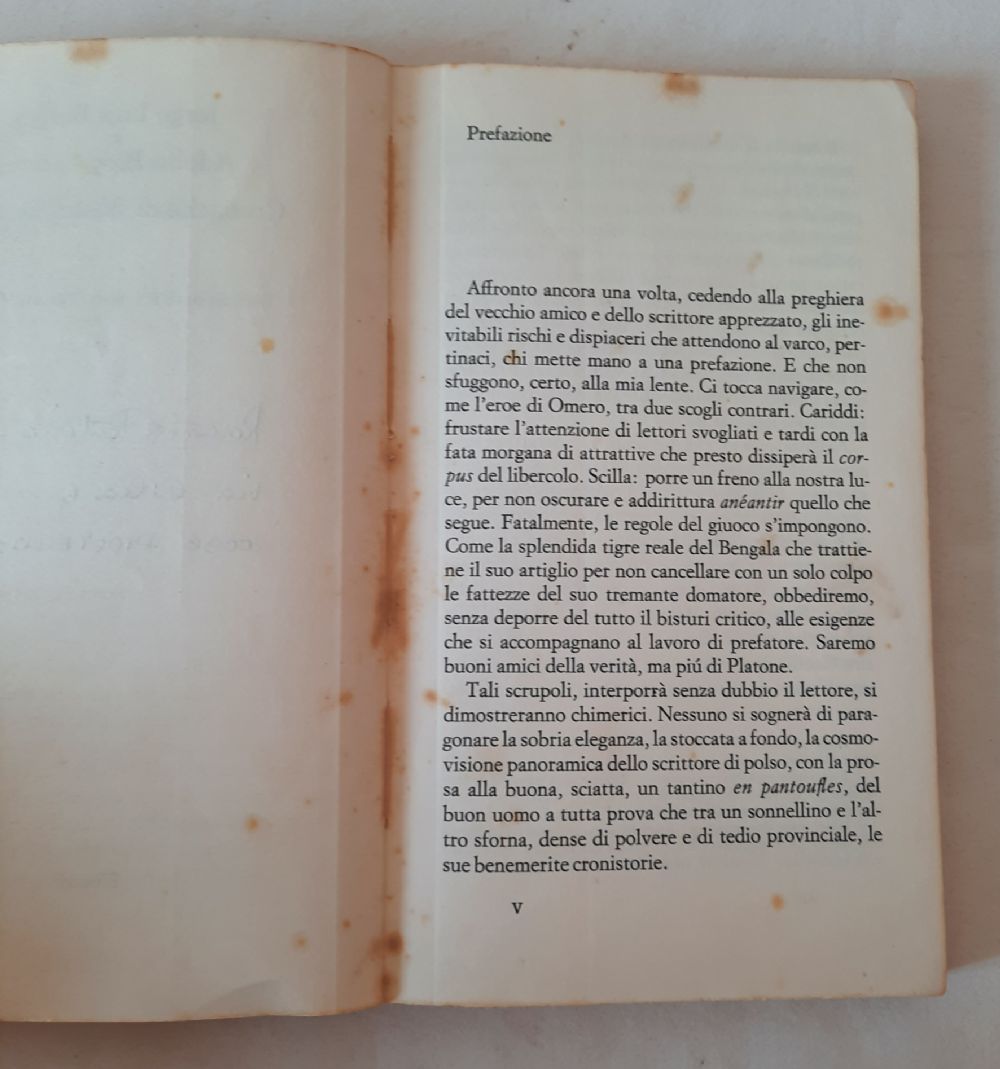 Prefazione
Affronto ancora una volta, cedendo alla preghiera
del vecchio amico e dello scrittore apprezzato, gli ine-
vitabili rischi e dispiaceri che attendono al varco, per-
tinaci, chi mette mano a una prefazione. E che non
sfuggono, certo, alla mia lente. Ci tocca navigare, co-
me l'eroe di Omero, tra due scogli contrari. Cariddi:
frustare l'attenzione di lettori svogliati e tardi con la
fata morgana di attrattive che presto dissiperà il cor-
pus del libercolo. Scilla: porre un freno alla nostra lu-
ce, per non oscurare e addirittura anéantir quello che
segue. Fatalmente, le regole del giuoco s'impongono.
Come la splendida tigre reale del Bengala che trattie-
ne il suo artiglio per non cancellare con un solo colpo
le fattezze del suo tremante domatore, obbediremo,
senza deporre del tutto il bisturi critico, alle esigenze
che si accompagnano al lavoro di prefatore. Saremo
buoni amici della verità, ma piú di Platone.
Tali scrupoli, interporrà senza dubbio il lettore, si
dimostreranno chimerici. Nessuno si sognerà di para-
gonare la sobria eleganza, la stoccata a fondo, la cosmo-
visione panoramica dello scrittore di polso, con la pro-
sa alla buona, sciatta, un tantino en pantoufles, del
buon uomo a tutta prova che tra un sonnellino e l'al-
tro sforna, dense di polvere e di tedio provinciale, le
sue benemerite cronistorie.
V